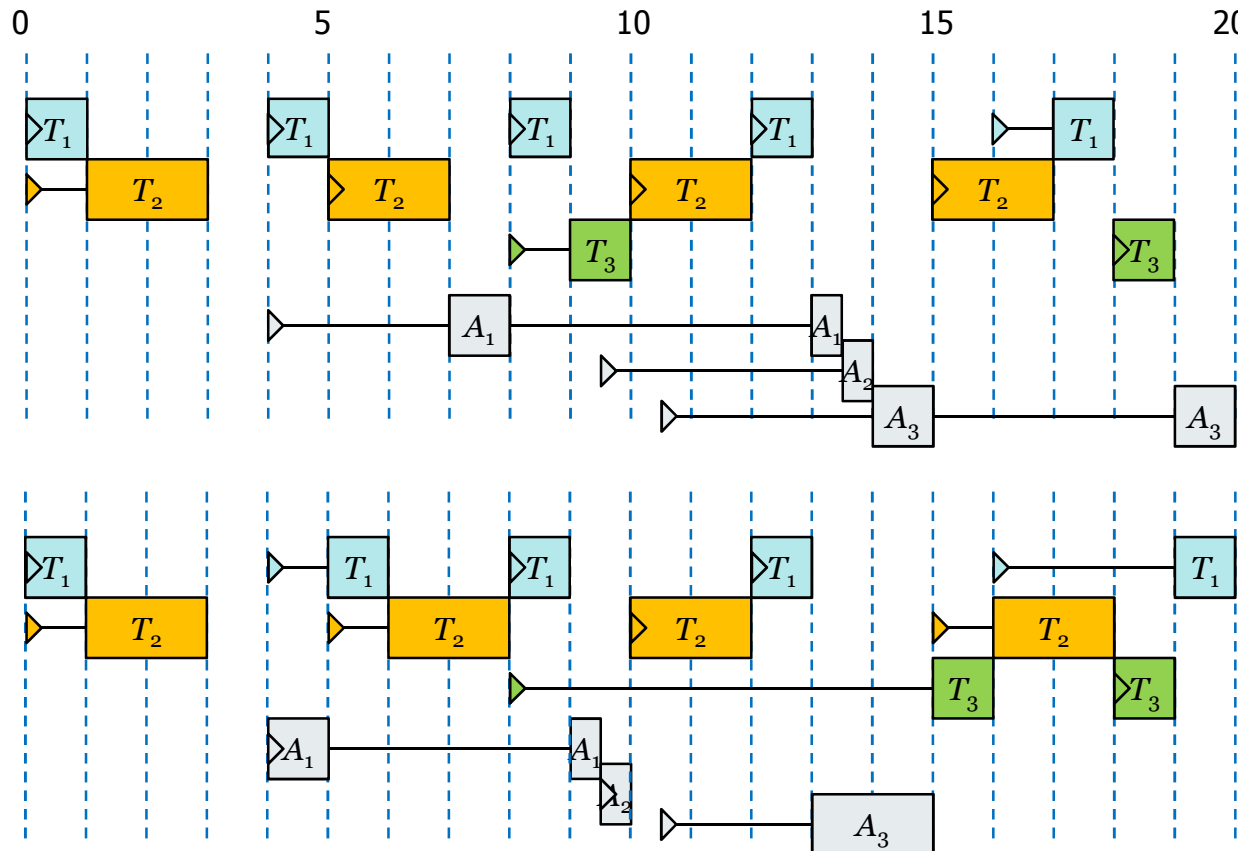 0 5 10 15 20
T₁ T₁ T₁ T₁ T₁
T₂ T₂ T₂ T₂
T₃ T₃
A₁ A₁
A₂
A₃ A₃
T₁ T₁ T₁ T₁ T₁
T₂ T₂ T₂ T₂
T₃ T₃
A₁ A₁
A₂
A₃